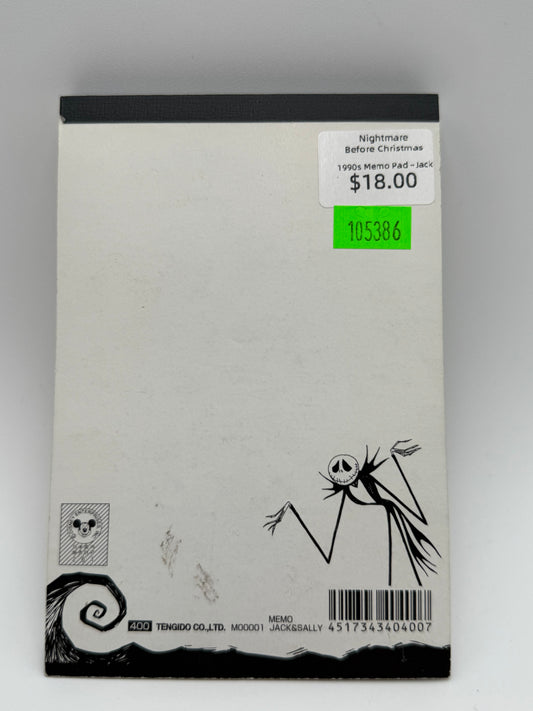 Nightmare
Before Christmas
1990s Memo Pad - Jack
$18.00
105386
400 TENGIDO CO.,LTD. M00001 MEMO JACK&SALLY
4517343404007